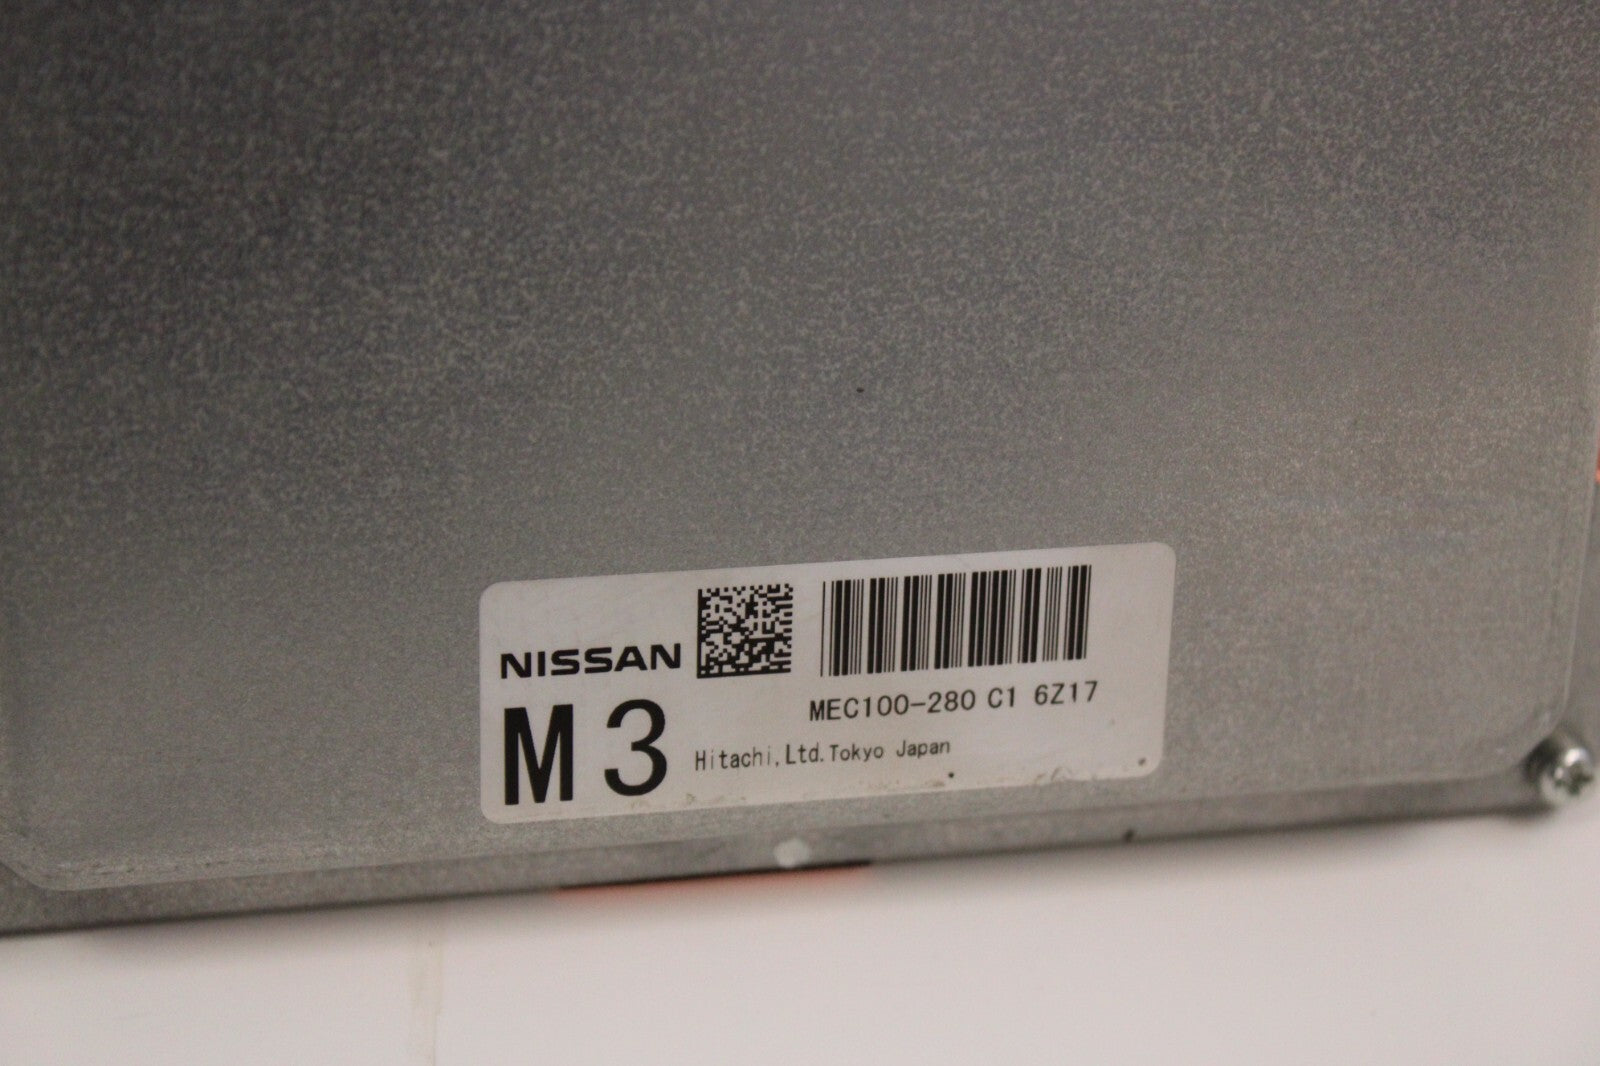 NISSAN
MEC100-280 C1 6Z17
M3
Hitachi,Ltd.Tokyo Japan